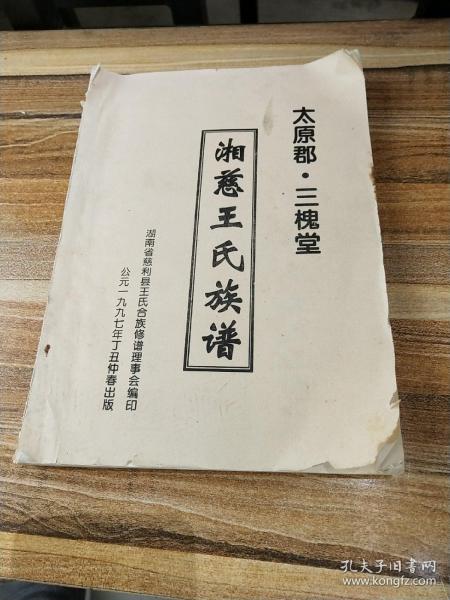 太原郡·三槐堂
湘慈王氏族谱
湖南省慈利县王氏合族修谱理事会编印
公元一九九七年丁丑仲春出版
孔夫子旧书网
www.kongfz.com